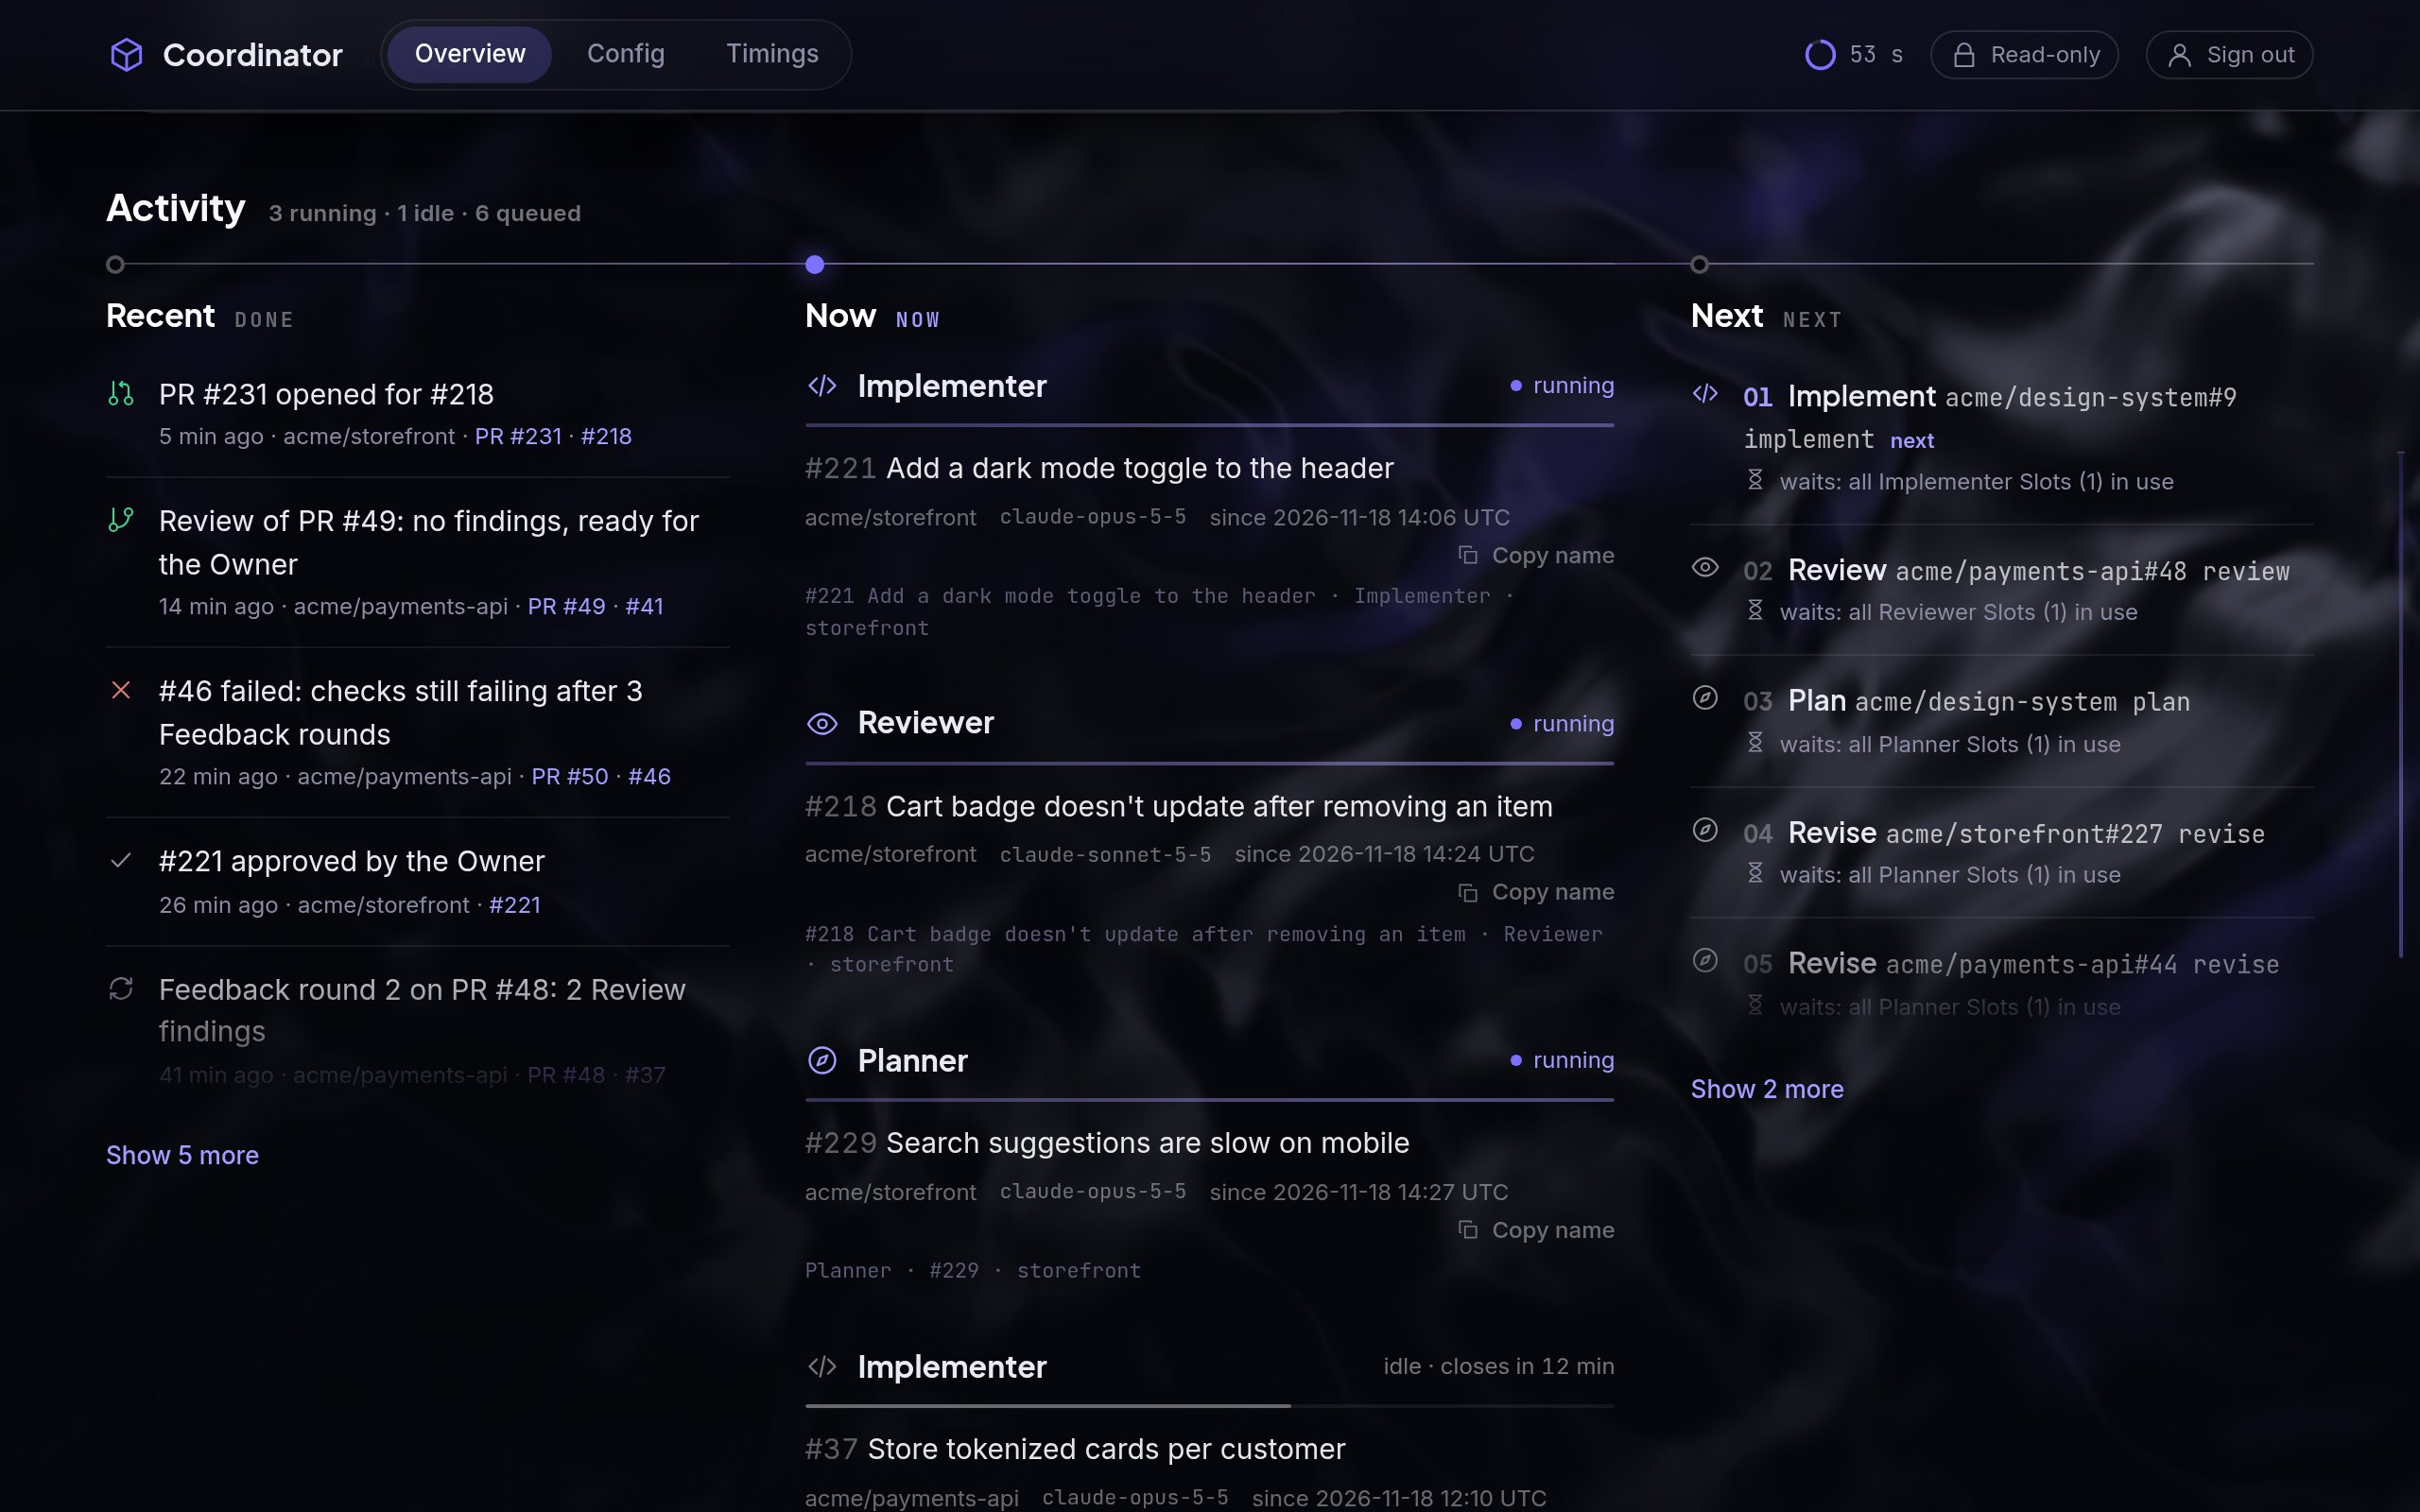 Coordinator
Overview
Config
Timings
53 s
Read-only
Sign out
Activity
3 running · 1 idle · 6 queued
Recent DONE
PR #231 opened for #218
5 min ago · acme/storefront · PR #231 · #218
Review of PR #49: no findings, ready for
the Owner
14 min ago · acme/payments-api · PR #49 · #41
#46 failed: checks still failing after 3
Feedback rounds
22 min ago · acme/payments-api · PR #50 · #46
#221 approved by the Owner
26 min ago · acme/storefront · #221
Feedback round 2 on PR #48: 2 Review
findings
41 min ago · acme/payments-api · PR #48 · #37
Show 5 more
Now NOW
Implementer
running
#221 Add a dark mode toggle to the header
acme/storefront claude-opus-5-5 since 2026-11-18 14:06 UTC
Copy name
#221 Add a dark mode toggle to the header · Implementer ·
storefront
Reviewer
running
#218 Cart badge doesn't update after removing an item
acme/storefront claude-sonnet-5-5 since 2026-11-18 14:24 UTC
Copy name
#218 Cart badge doesn't update after removing an item · Reviewer
· storefront
Planner
running
#229 Search suggestions are slow on mobile
acme/storefront claude-opus-5-5 since 2026-11-18 14:27 UTC
Copy name
Planner · #229 · storefront
Implementer
idle · closes in 12 min
#37 Store tokenized cards per customer
acme/payments-api claude-opus-5-5 since 2026-11-18 12:10 UTC
Next NEXT
01 Implement acme/design-system#9
implement next
waits: all Implementer Slots (1) in use
02 Review acme/payments-api#48 review
waits: all Reviewer Slots (1) in use
03 Plan acme/design-system plan
waits: all Planner Slots (1) in use
04 Revise acme/storefront#227 revise
waits: all Planner Slots (1) in use
05 Revise acme/payments-api#44 revise
waits: all Planner Slots (1) in use
Show 2 more